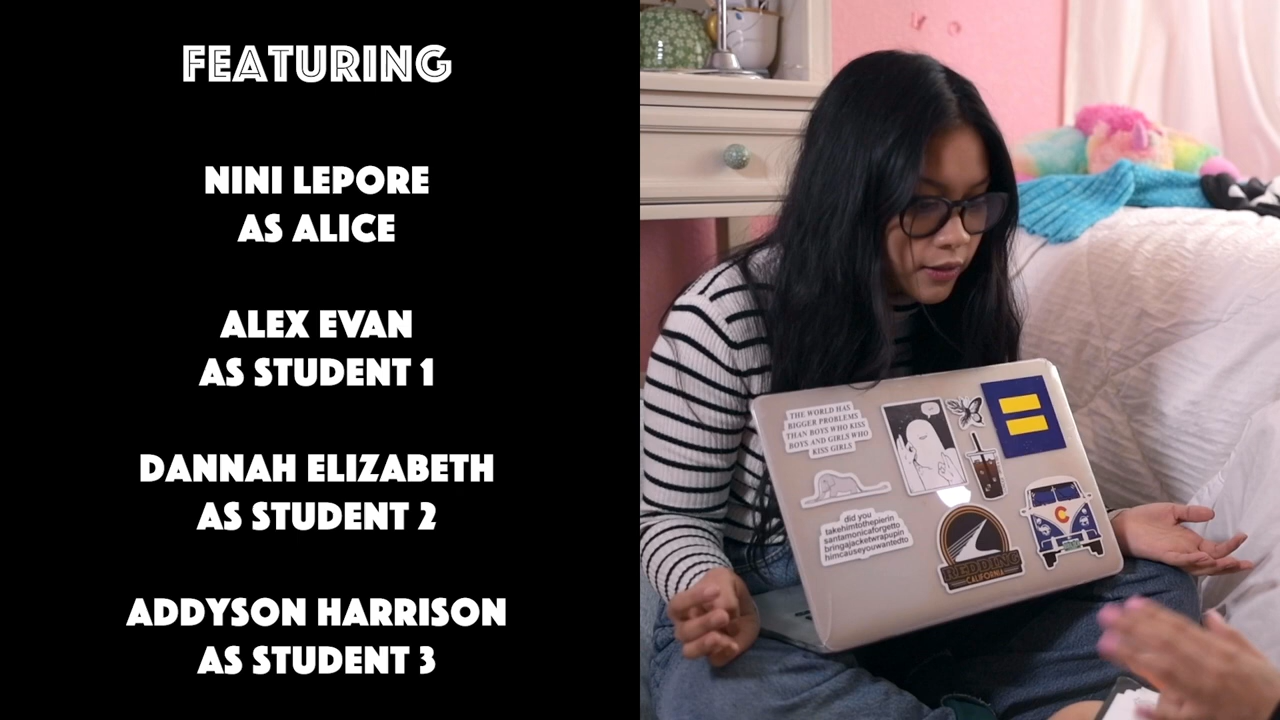 FEATURING
NINI LEPORE
AS ALICE
ALEX EVAN
AS STUDENT 1
DANNAH ELIZABETH
AS STUDENT 2
ADDYSON HARRISON
AS STUDENT 3
THE WORLD HAS
BIGGER PROBLEMS
THAN BOYS WHO KISS
BOYS AND GIRLS WHO
KISS GIRLS
did you
takehimtothepierin
santamonicaforgetto
bringajacketwrapupin
himcauseyouwantedto
REDDING
CALIFORNIA
C